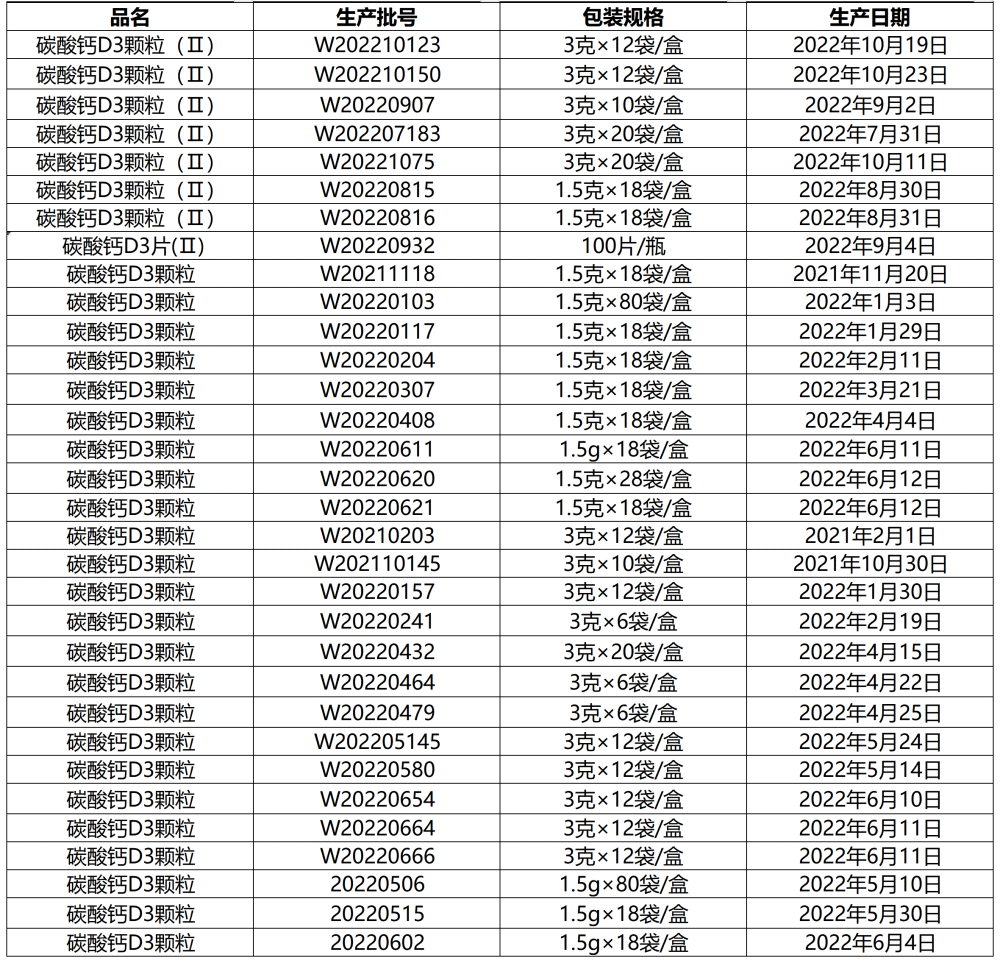 品名 生产批号 包装规格 生产日期
碳酸钙D3颗粒（Ⅱ） W202210123 3克×12袋/盒 2022年10月19日
碳酸钙D3颗粒（Ⅱ） W202210150 3克×12袋/盒 2022年10月23日
碳酸钙D3颗粒（Ⅱ） W20220907 3克×10袋/盒 2022年9月2日
碳酸钙D3颗粒（Ⅱ） W202207183 3克×20袋/盒 2022年7月31日
碳酸钙D3颗粒（Ⅱ） W20221075 3克×20袋/盒 2022年10月11日
碳酸钙D3颗粒（Ⅱ） W20220815 1.5克×18袋/盒 2022年8月30日
碳酸钙D3颗粒（Ⅱ） W20220816 1.5克×18袋/盒 2022年8月31日
碳酸钙D3片(Ⅱ) W20220932 100片/瓶 2022年9月4日
碳酸钙D3颗粒 W20211118 1.5克×18袋/盒 2021年11月20日
碳酸钙D3颗粒 W20220103 1.5克×80袋/盒 2022年1月3日
碳酸钙D3颗粒 W20220117 1.5克×18袋/盒 2022年1月29日
碳酸钙D3颗粒 W20220204 1.5克×18袋/盒 2022年2月11日
碳酸钙D3颗粒 W20220307 1.5克×18袋/盒 2022年3月21日
碳酸钙D3颗粒 W20220408 1.5克×18袋/盒 2022年4月4日
碳酸钙D3颗粒 W20220611 1.5g×18袋/盒 2022年6月11日
碳酸钙D3颗粒 W20220620 1.5克×28袋/盒 2022年6月12日
碳酸钙D3颗粒 W20220621 1.5克×18袋/盒 2022年6月12日
碳酸钙D3颗粒 W20210203 3克×12袋/盒 2021年2月1日
碳酸钙D3颗粒 W202110145 3克×10袋/盒 2021年10月30日
碳酸钙D3颗粒 W20220157 3克×12袋/盒 2022年1月30日
碳酸钙D3颗粒 W20220241 3克×6袋/盒 2022年2月19日
碳酸钙D3颗粒 W20220432 3克×20袋/盒 2022年4月15日
碳酸钙D3颗粒 W20220464 3克×6袋/盒 2022年4月22日
碳酸钙D3颗粒 W20220479 3克×6袋/盒 2022年4月25日
碳酸钙D3颗粒 W202205145 3克×12袋/盒 2022年5月24日
碳酸钙D3颗粒 W20220580 3克×12袋/盒 2022年5月14日
碳酸钙D3颗粒 W20220654 3克×12袋/盒 2022年6月10日
碳酸钙D3颗粒 W20220664 3克×12袋/盒 2022年6月11日
碳酸钙D3颗粒 W20220666 3克×12袋/盒 2022年6月11日
碳酸钙D3颗粒 20220506 1.5g×80袋/盒 2022年5月10日
碳酸钙D3颗粒 20220515 1.5g×18袋/盒 2022年5月30日
碳酸钙D3颗粒 20220602 1.5g×18袋/盒 2022年6月4日